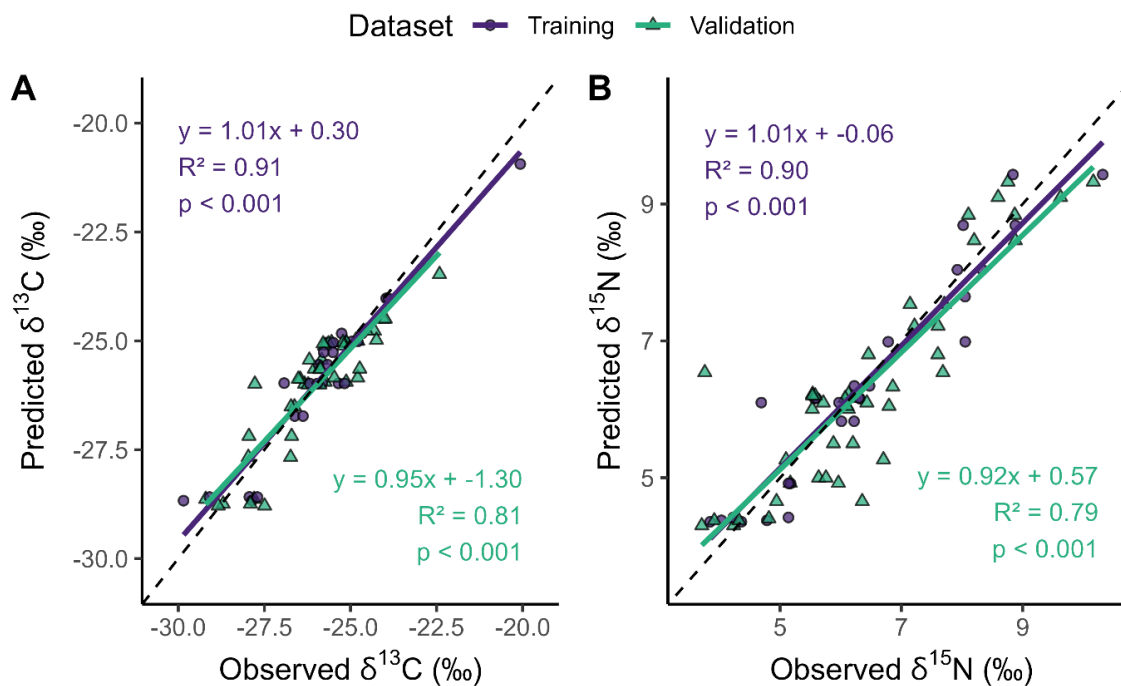 Dataset Training Validation
A
y = 1.01x + 0.30
R² = 0.91
p < 0.001
y = 0.95x + -1.30
R² = 0.81
p < 0.001
-20.0
-22.5
-25.0
-27.5
-30.0
Predicted δ¹³C (‰)
-30.0 -27.5 -25.0 -22.5 -20.0
Observed δ¹³C (‰)
B
y = 1.01x + -0.06
R² = 0.90
p < 0.001
y = 0.92x + 0.57
R² = 0.79
p < 0.001
9
7
5
Predicted δ¹⁵N (‰)
5 7 9
Observed δ¹⁵N (‰)